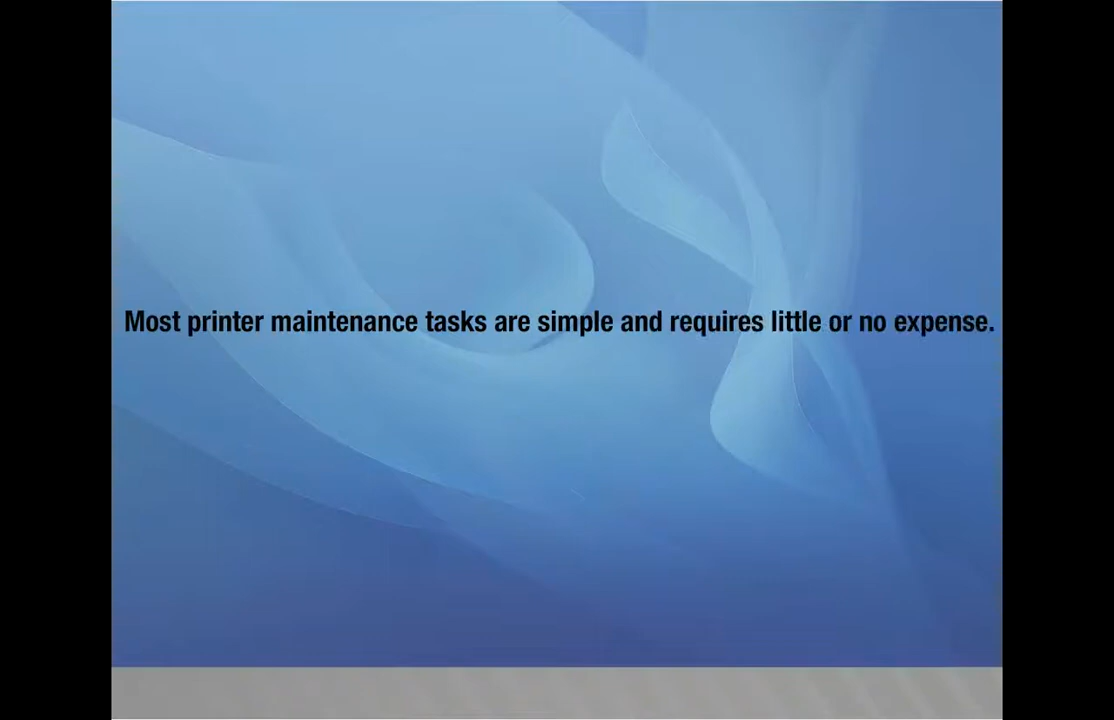 Most printer maintenance tasks are simple and requires little or no expense.